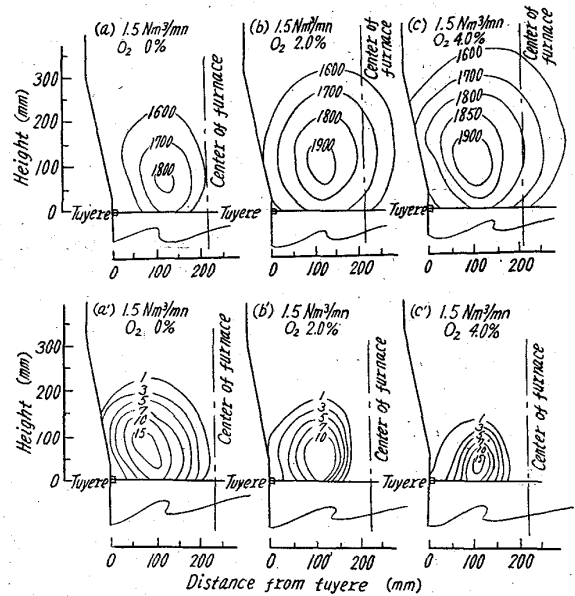 (a) 1.5 Nm³/mn
O₂ 0%
(b) 1.5 Nm³/mn
O₂ 2.0%
(c) 1.5 Nm³/mn
O₂ 4.0%
Center of furnace
Center of furnace
Center of furnace
Height (mm)
300
200
100
0
1600
1700
1800
1600
1700
1800
1900
1600
1700
1800
1850
1900
Tuyere
Tuyere
Tuyere
0 100 200
0 100 200
0 100 200
(a') 1.5 Nm³/mn
O₂ 0%
(b') 1.5 Nm³/mn
O₂ 2.0%
(c') 1.5 Nm³/mn
O₂ 4.0%
Center of furnace
Center of furnace
Center of furnace
Height (mm)
300
200
100
0
1
3
5
7
10
15
1
3
5
7
10
1
3
Tuyere
Tuyere
Tuyere
0 100 200
0 100 200
0 100 200
Distance from tuyere (mm)